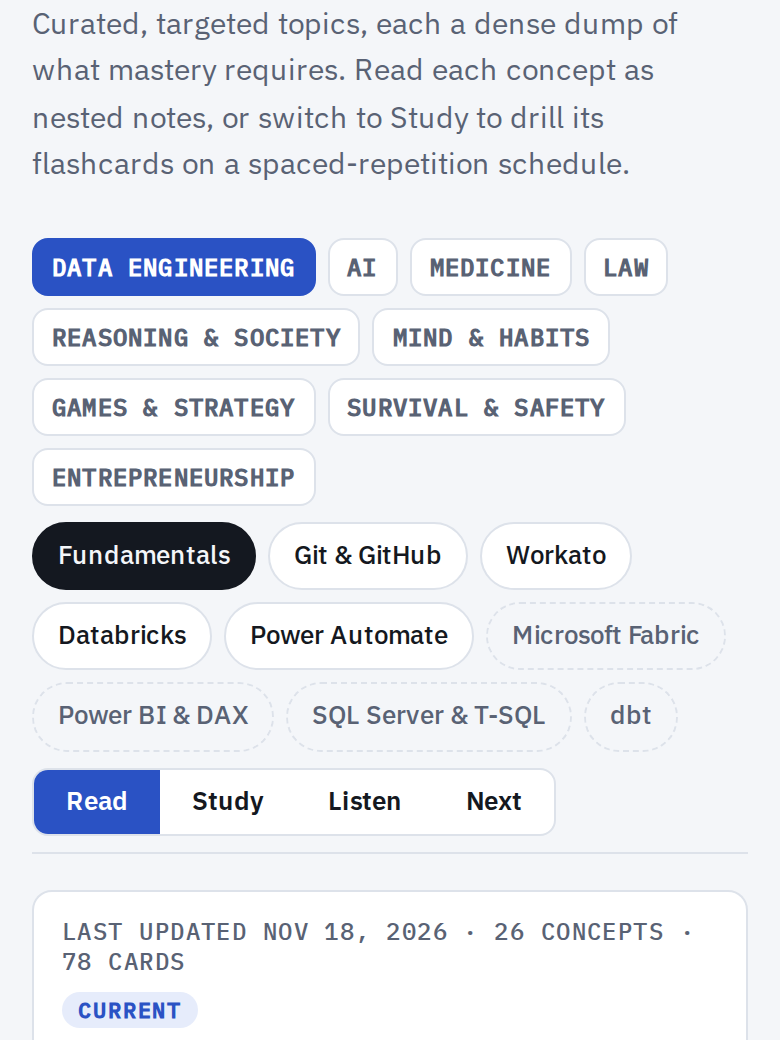 Curated, targeted topics, each a dense dump of
what mastery requires. Read each concept as
nested notes, or switch to Study to drill its
flashcards on a spaced-repetition schedule.
DATA ENGINEERING AI MEDICINE LAW
REASONING & SOCIETY MIND & HABITS
GAMES & STRATEGY SURVIVAL & SAFETY
ENTREPRENEURSHIP
Fundamentals Git & GitHub Workato
Databricks Power Automate Microsoft Fabric
Power BI & DAX SQL Server & T-SQL dbt
Read Study Listen Next
LAST UPDATED NOV 18, 2026 · 26 CONCEPTS ·
78 CARDS
CURRENT